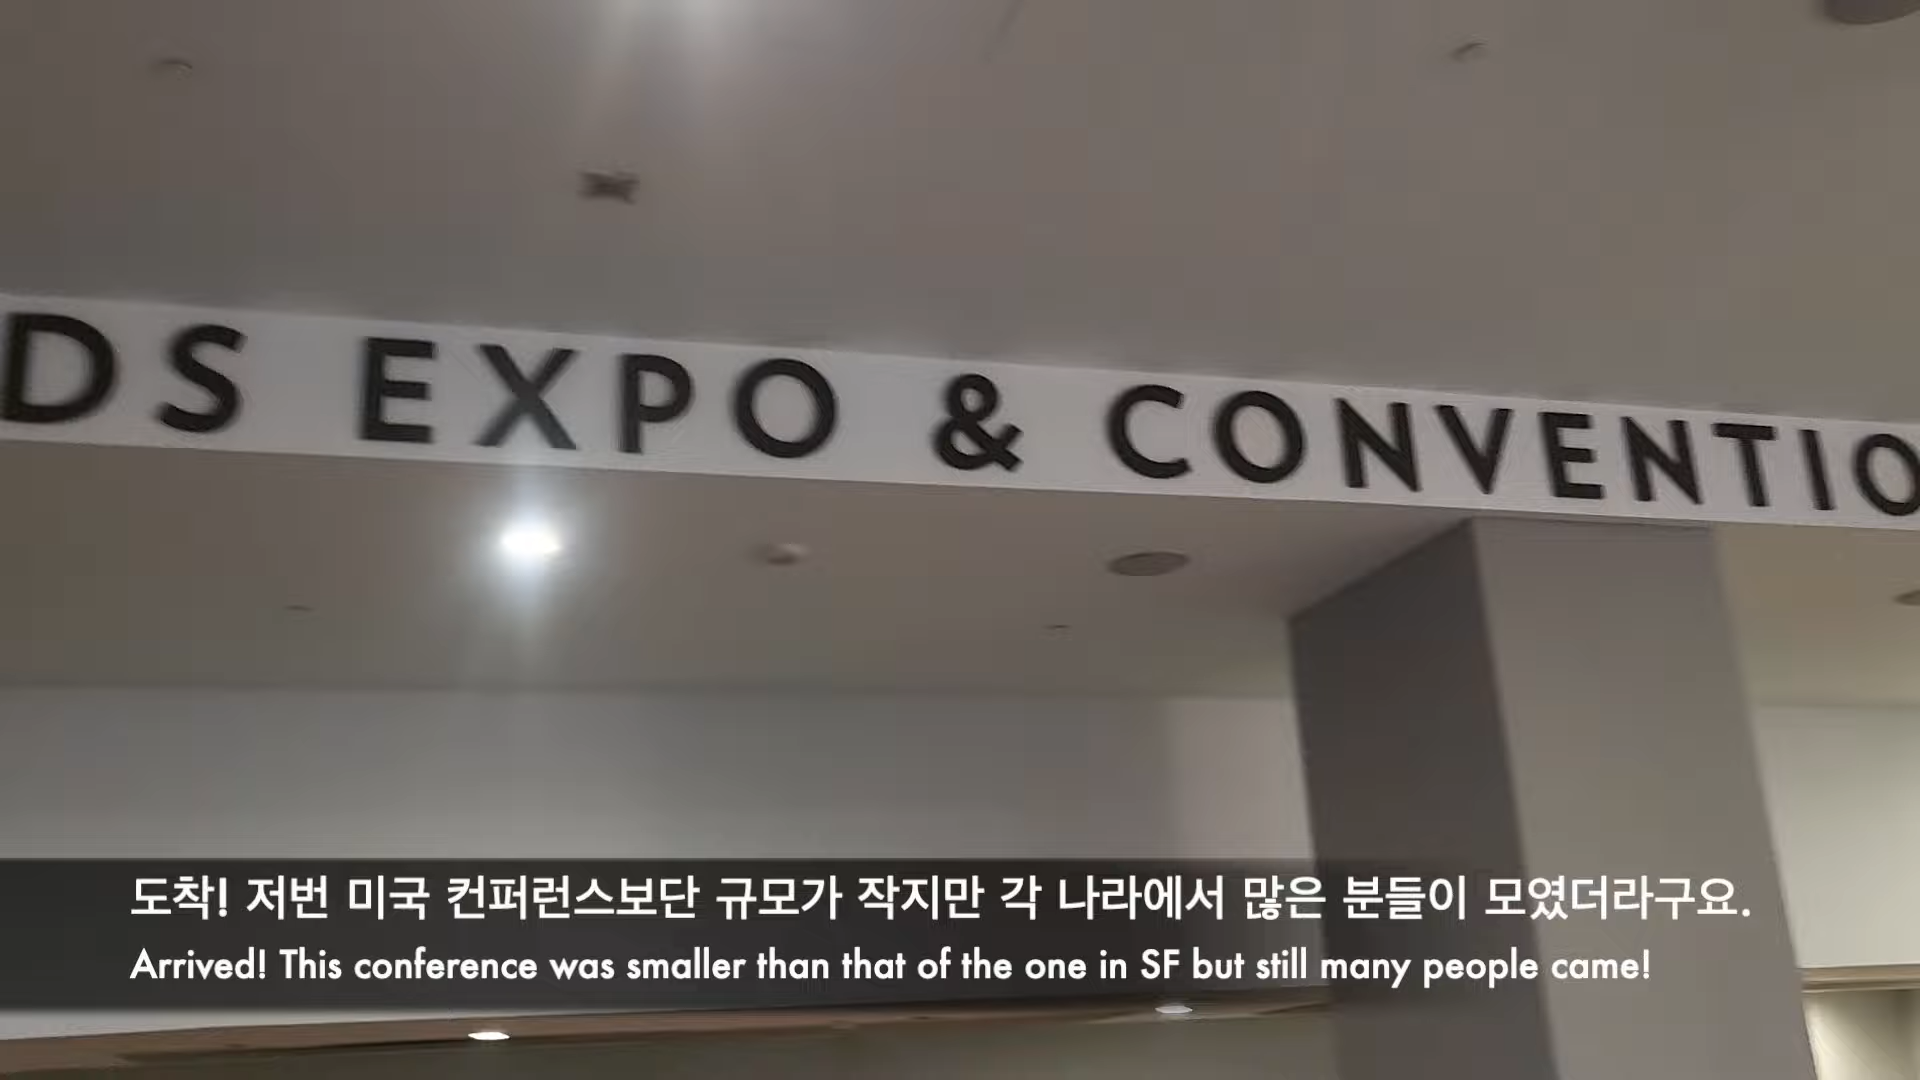 DS EXPO & CONVENTIO
도착! 저번 미국 컨퍼런스보단 규모가 작지만 각 나라에서 많은 분들이 모였더라구요.
Arrived! This conference was smaller than that of the one in SF but still many people came!